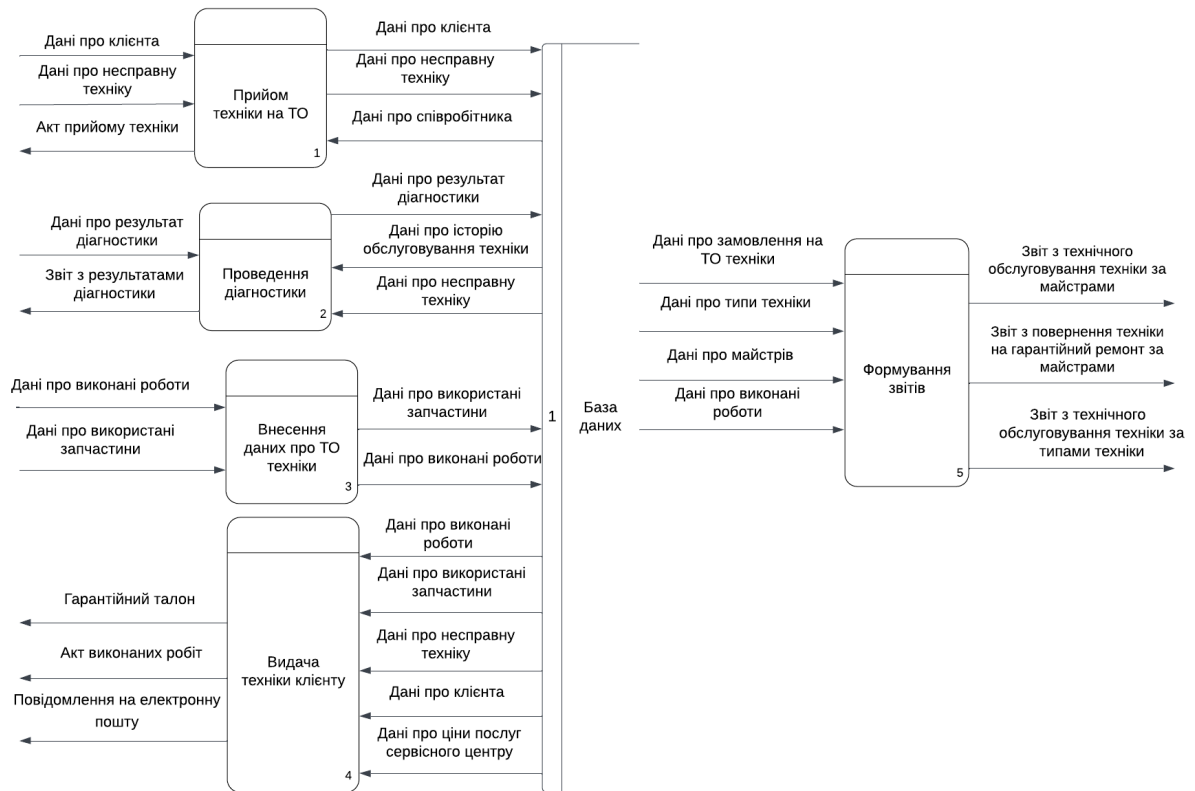 Дані про клієнта
Дані про несправну
техніку
Акт прийому техніки
Прийом
техніки на ТО
1
Дані про клієнта
Дані про несправну
техніку
Дані про співробітника
Дані про результат
діагностики
Звіт з результатами
діагностики
Проведення
діагностики
2
Дані про результат
діагностики
Дані про історію
обслуговування техніки
Дані про несправну
техніку
Дані про виконані роботи
Дані про використані
запчастини
Внесення
даних про ТО
техніки
3
Дані про використані
запчастини
Дані про виконані роботи
Гарантійний талон
Акт виконаних робіт
Повідомлення на електронну
пошту
Видача
техніки клієнту
4
Дані про виконані
роботи
Дані про використані
запчастини
Дані про несправну
техніку
Дані про клієнта
Дані про ціни послуг
сервісного центру
1
База
даних
Дані про замовлення на
ТО техніки
Дані про типи техніки
Дані про майстрів
Дані про виконані
роботи
Формування
звітів
5
Звіт з технічного
обслуговування техніки за
майстрами
Звіт з повернення техніки
на гарантійний ремонт за
майстрами
Звіт з технічного
обслуговування техніки за
типами техніки